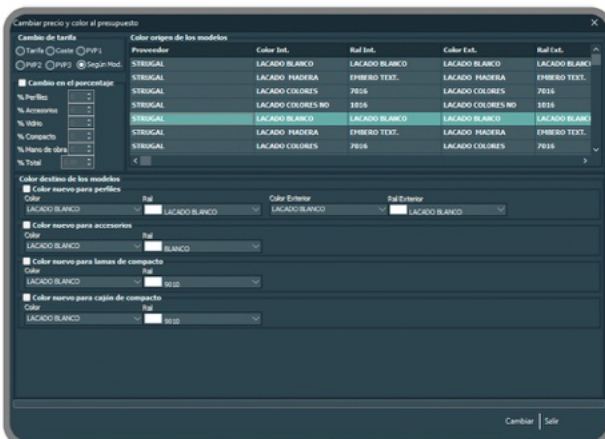 Cambiar precio y color al presupuesto
Cambio de tarifa
Tarifa Coste PVP1
PVP2 PVP3 Según Mod.
Cambio en el porcentaje
% Perfiles
% Accesorios
% Vidrio
% Compacto
% Mano de obra
% Total
Color origen de los modelos
Proveedor Color Int. Ral Int. Color Ext. Ral Ext.
STRUGAL LACADO BLANCO LACADO BLANCO LACADO BLANCO LACADO BLANC
STRUGAL LACADO MADERA EMBERO TEXT. LACADO MADERA EMBERO TEXT.
STRUGAL LACADO COLORES 7016 LACADO COLORES 7016
STRUGAL LACADO COLORES NO 1016 LACADO COLORES NO 1016
STRUGAL LACADO BLANCO LACADO BLANCO LACADO BLANCO LACADO BLANC
STRUGAL LACADO MADERA EMBERO TEXT. LACADO MADERA EMBERO TEXT.
STRUGAL LACADO COLORES 7016 LACADO COLORES 7016
Color destino de los modelos
Color nuevo para perfiles
Color Ral Color Exterior Ral Exterior
LACADO BLANCO LACADO BLANCO LACADO BLANCO LACADO BLANCO
Color nuevo para accesorios
Color Ral
LACADO BLANCO BLANCO
Color nuevo para lamas de compacto
Color Ral
LACADO BLANCO 9010
Color nuevo para cajón de compacto
Color Ral
LACADO BLANCO 9010
Cambiar Salir